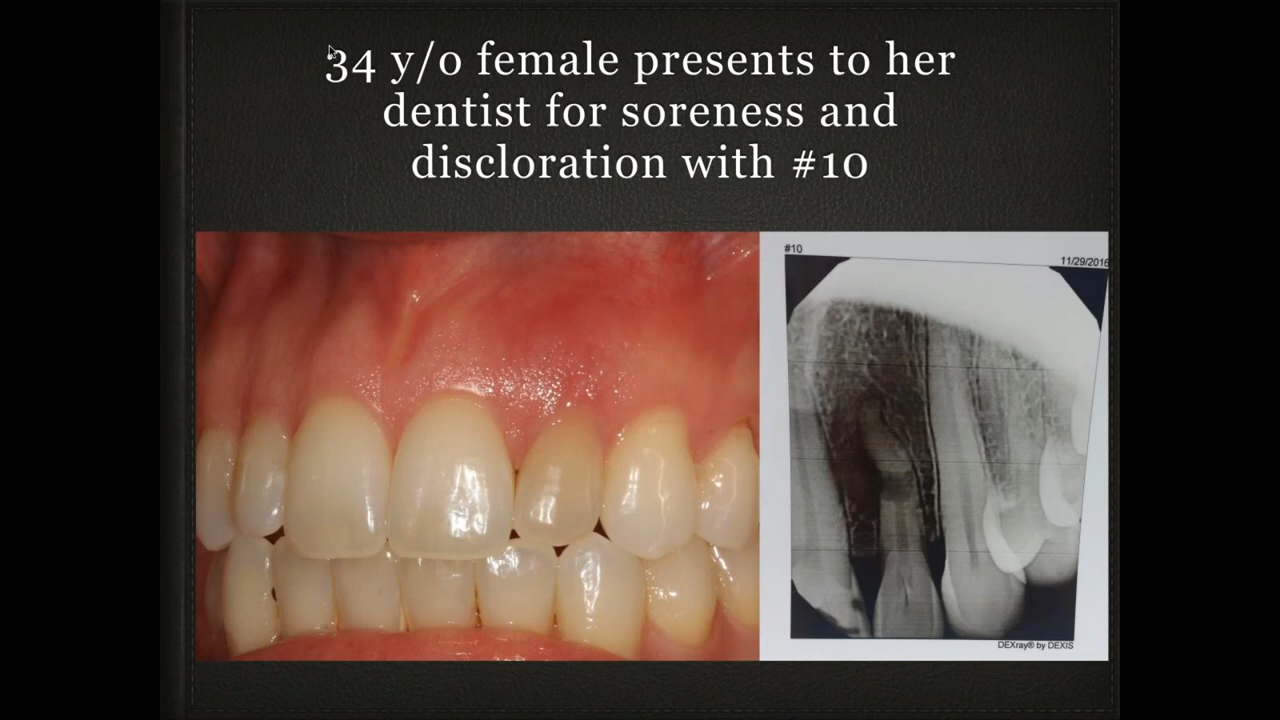 34 y/o female presents to her
dentist for soreness and
discloration with #10
#10
11/29/2016
DEXray® by DEXIS